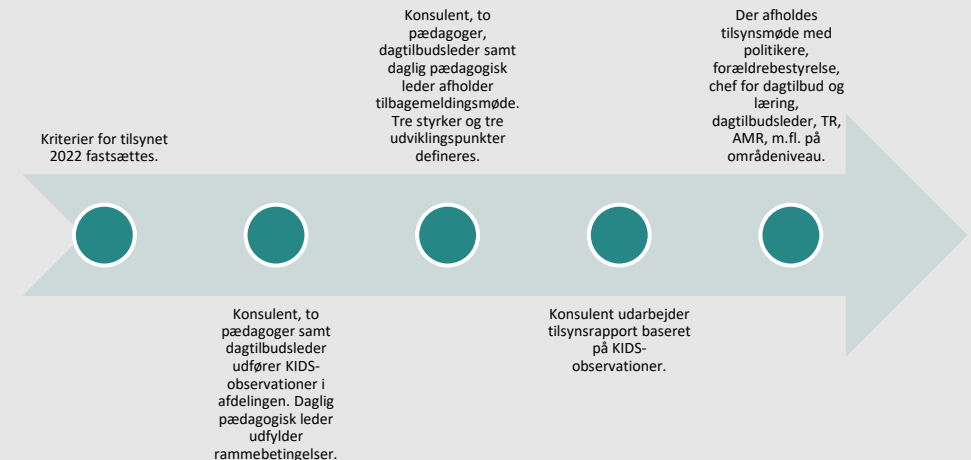 Kriterier for tilsynet
2022 fastsættes.
Konsulent, to
pædagoger samt
dagtilbudsleder
udfører KIDS-
observationer i
afdelingen. Daglig
pædagogisk leder
udfylder
rammebetingelser.
Konsulent, to
pædagoger,
dagtilbudsleder samt
daglig pædagogisk
leder afholder
tilbagemeldingsmøde.
Tre styrker og tre
udviklingspunkter
defineres.
Konsulent udarbejder
tilsynsrapport baseret
på KIDS-
observationer.
Der afholdes
tilsynsmøde med
politikere,
forældrebestyrelse,
chef for dagtilbud og
læring,
dagtilbudsleder, TR,
AMR, m.fl. på
områdeniveau.